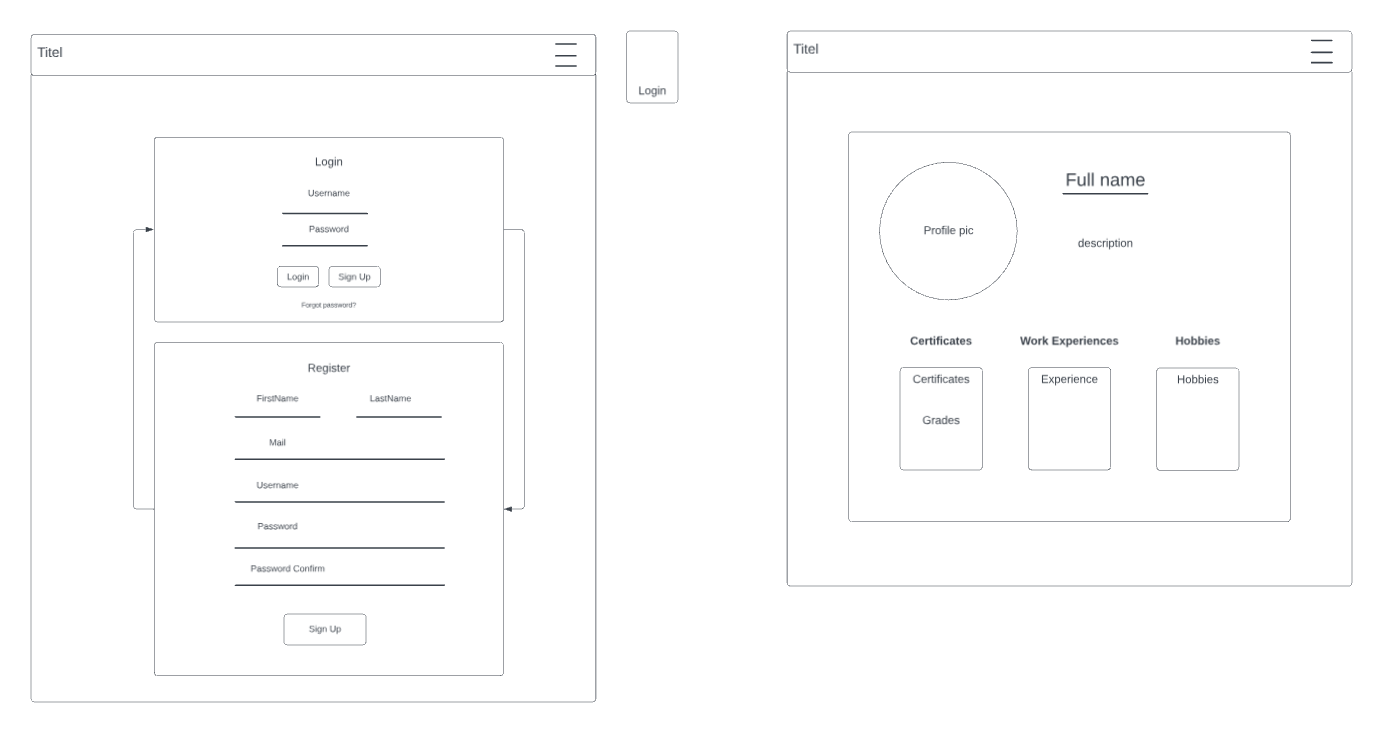 Titel
Login
Username
Password
Login
Sign Up
Forgot password?
Register
FirstName
LastName
Mail
Username
Password
Password Confirm
Sign Up
Login
Titel
Profile pic
Full name
description
Certificates
Work Experiences
Hobbies
Certificates
Grades
Experience
Hobbies